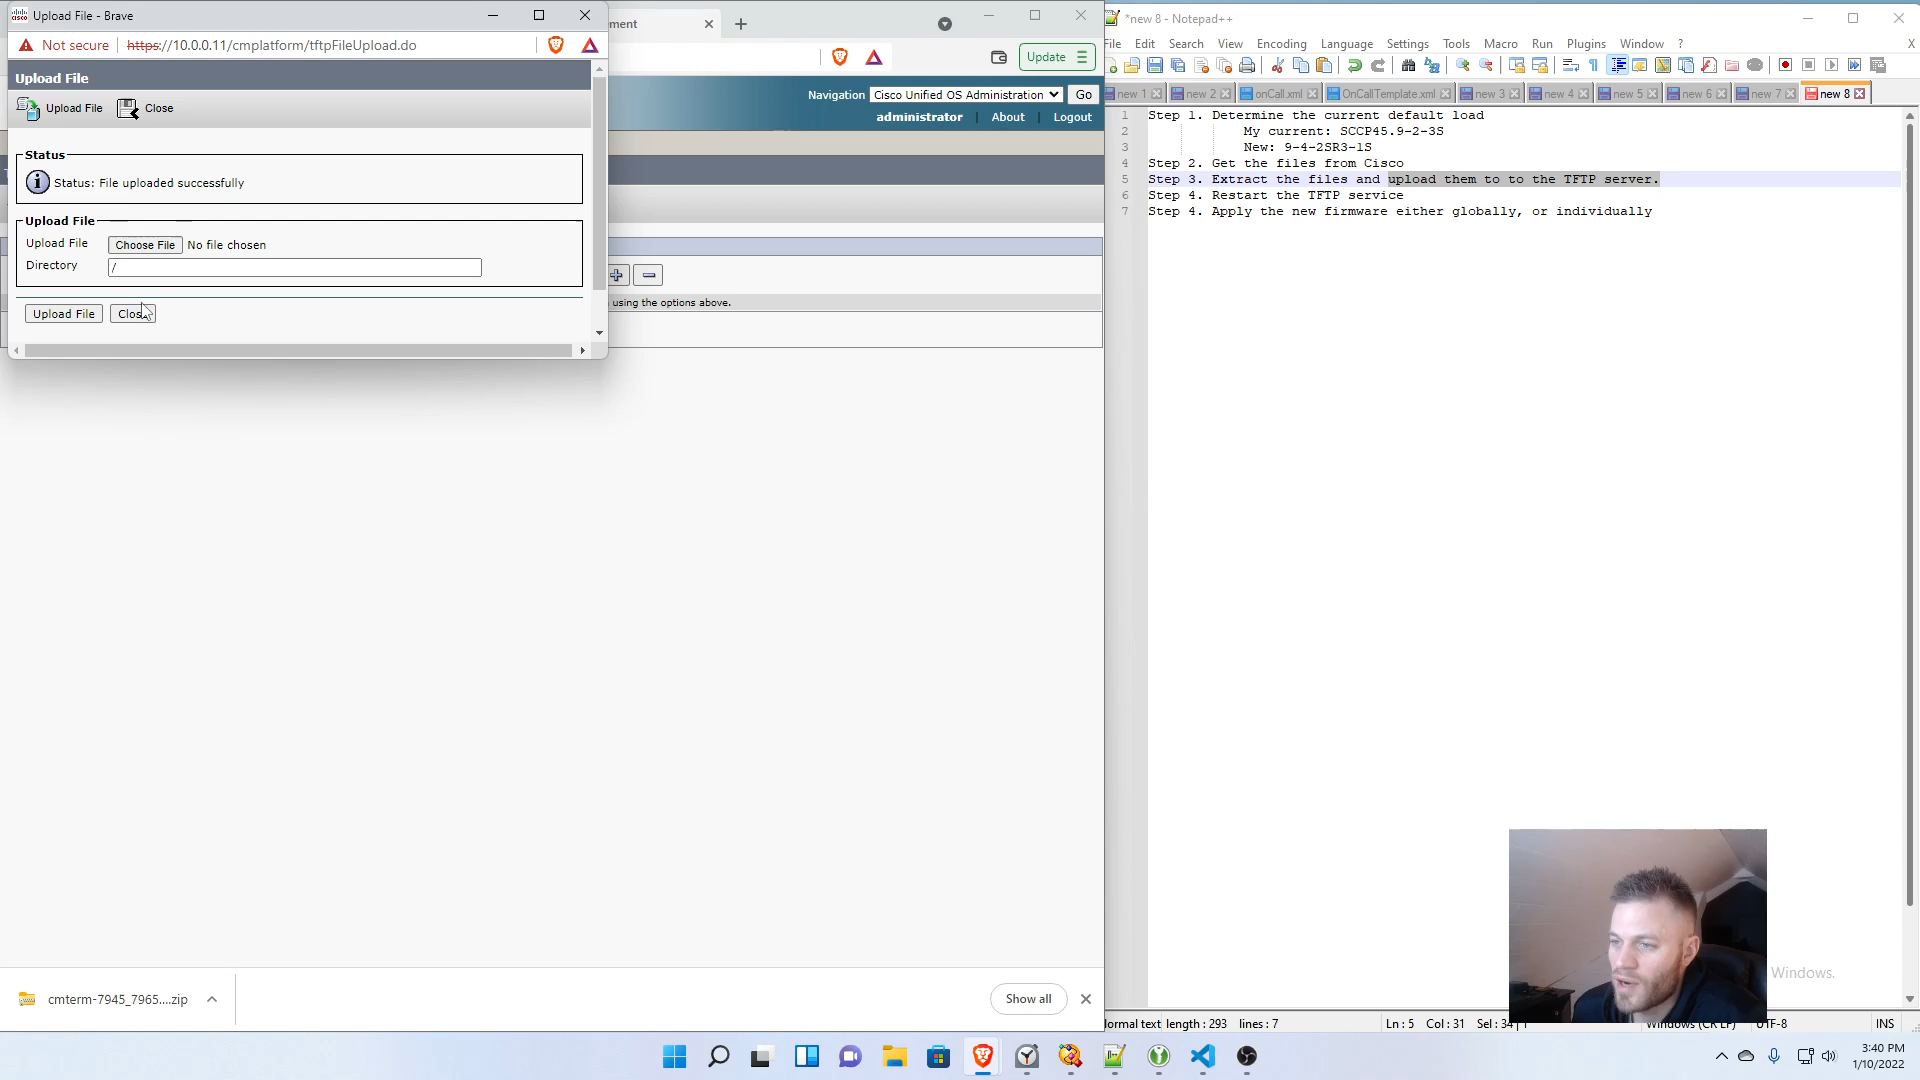 Upload File - Brave
Not secure
https://10.0.0.11/cmplatform/tftpFileUpload.do
Upload File
Upload File
Close
Status
Status: File uploaded successfully
Upload File
Upload File
Choose File
No file chosen
Directory
/
Upload File
Update
Navigation
Cisco Unified OS Administration
Go
administrator
About
Logout
using the options above.
cmterm-7945_7965....zip
Show all
*new 8 - Notepad++
File Edit Search View Encoding Language Settings Tools Macro Run Plugins Window ?
X
new 1
new 2
onCall.xml
OnCallTemplate.xml
new 3
new 4
new 5
new 6
new 7
new 8
1 Step 1. Determine the current default load
2 My current: SCCP45.9-2-3S
3 New: 9-4-2SR3-1S
4 Step 2. Get the files from Cisco
5 Step 3. Extract the files and upload them to to the TFTP server.
6 Step 4. Restart the TFTP service
7 Step 4. Apply the new firmware either globally, or individually
Windows.
length : 293 lines : 7
Ln : 5 Col : 31
Windows (CR LF)
UTF-8
INS
3:40 PM
1/10/2022